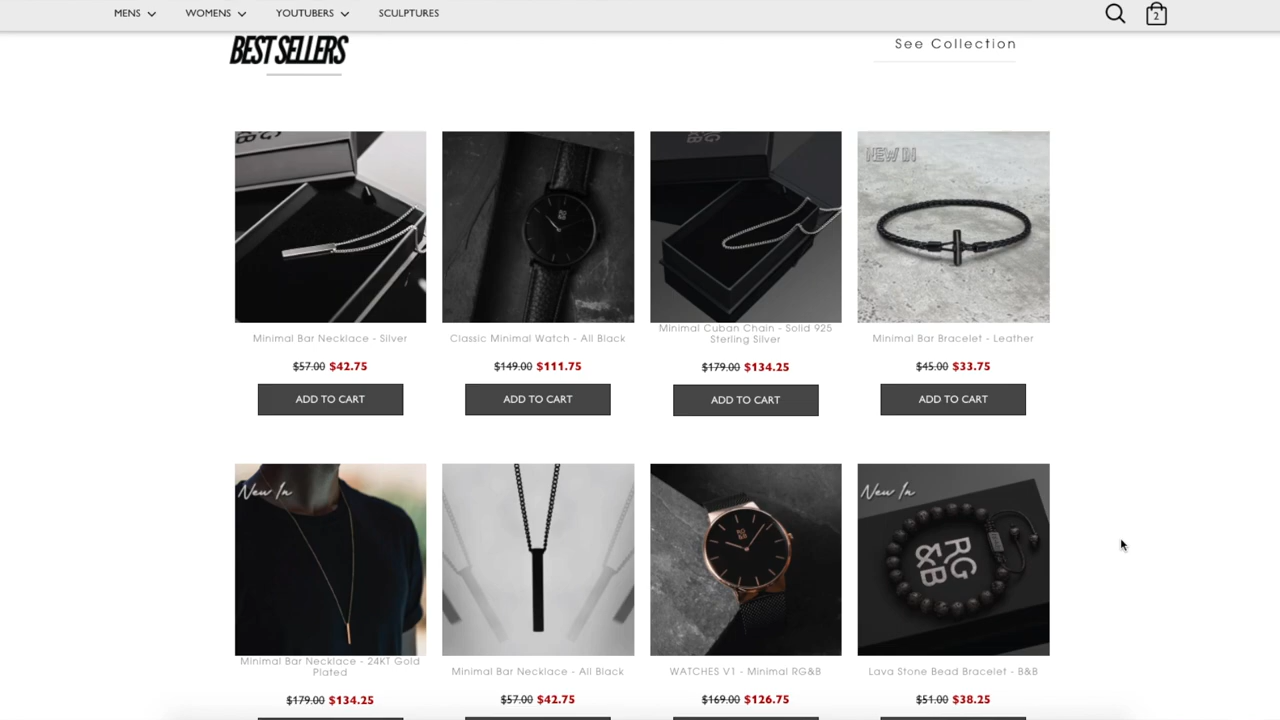 MENS WOMENS YOUTUBERS SCULPTURES 2
BEST SELLERS
See Collection
RG
&B
NEW IN
RG
&B
Minimal Bar Necklace - Silver
$57.00 $42.75
ADD TO CART
Classic Minimal Watch - All Black
$149.00 $111.75
ADD TO CART
Minimal Cuban Chain - Solid 925
Sterling Silver
$179.00 $134.25
ADD TO CART
Minimal Bar Bracelet - Leather
$45.00 $33.75
ADD TO CART
New In
RG
&B
New In
RG
&B
Minimal Bar Necklace - 24KT Gold
Plated
$179.00 $134.25
Minimal Bar Necklace - All Black
$57.00 $42.75
WATCHES V1 - Minimal RG&B
$169.00 $126.75
Lava Stone Bead Bracelet - B&B
$51.00 $38.25